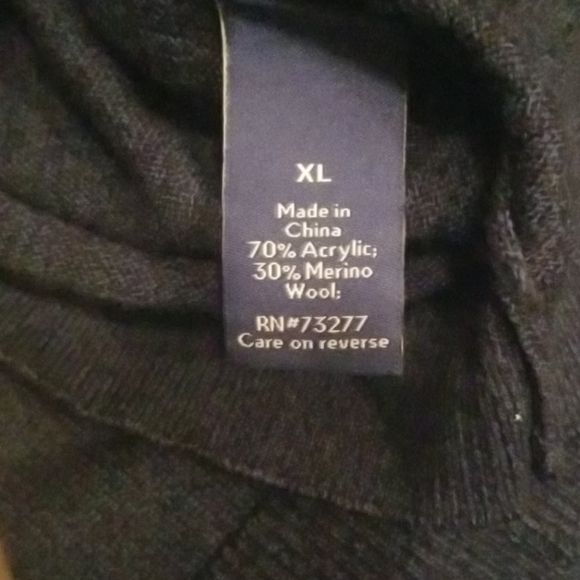 XL
Made in
China
70% Acrylic;
30% Merino
Wool;
RN#73277
Care on reverse